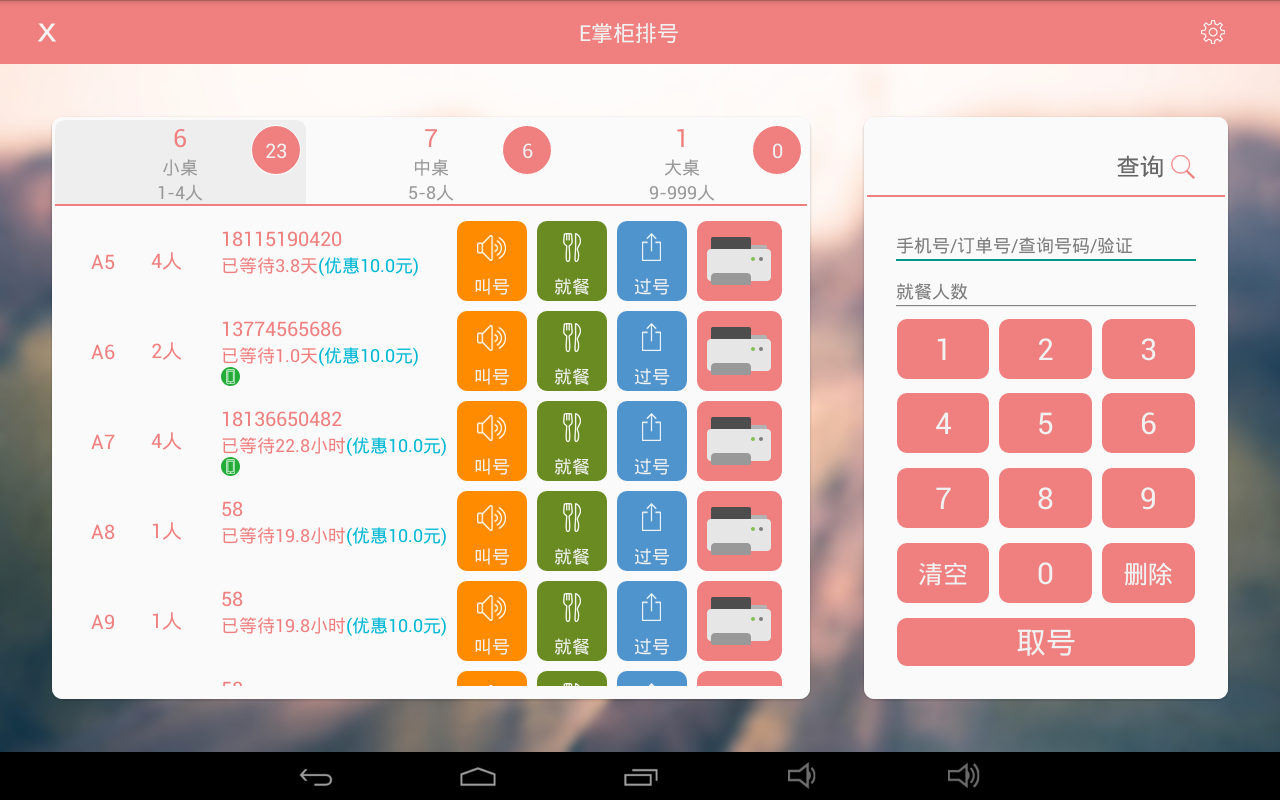 X
E掌柜排号
6
23
小桌
1-4人
7
6
中桌
5-8人
1
0
大桌
9-999人
A5
4人
18115190420
已等待3.8天(优惠10.0元)
叫号
就餐
过号
A6
2人
13774565686
已等待1.0天(优惠10.0元)
叫号
就餐
过号
A7
4人
18136650482
已等待22.8小时(优惠10.0元)
叫号
就餐
过号
A8
1人
58
已等待19.8小时(优惠10.0元)
叫号
就餐
过号
A9
1人
58
已等待19.8小时(优惠10.0元)
叫号
就餐
过号
查询
手机号/订单号/查询号码/验证
就餐人数
1 2 3
4 5 6
7 8 9
清空 0 删除
取号